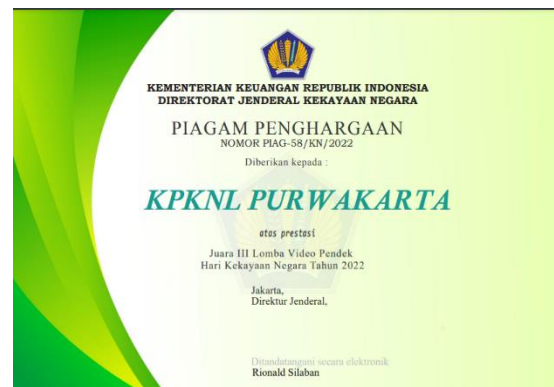 KEMENTERIAN KEUANGAN REPUBLIK INDONESIA
DIREKTORAT JENDERAL KEKAYAAN NEGARA
PIAGAM PENGHARGAAN
NOMOR PIAG-58/KN/2022
Diberikan kepada :
KPKNL PURWAKARTA
atas prestasi
Juara III Lomba Video Pendek
Hari Kekayaan Negara Tahun 2022
Jakarta,
Direktur Jenderal,
Ditandatangani secara elektronik
Rionald Silaban